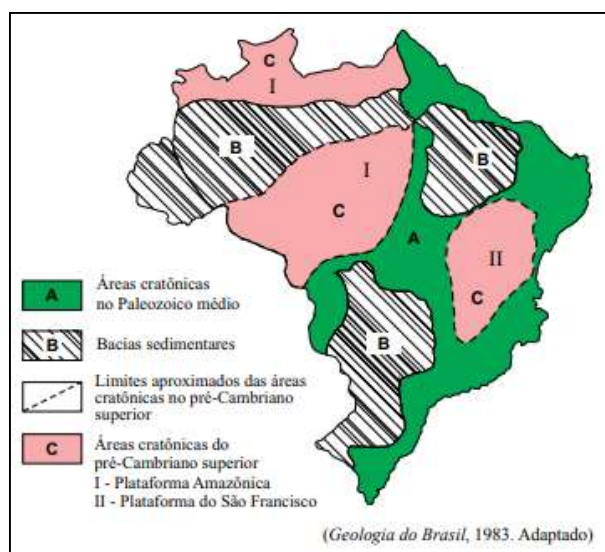 C
I
B
B
I
C
A
II
C
B
A
Áreas cratônicas
no Paleozoico médio
B
Bacias sedimentares
Limites aproximados das áreas
cratônicas no pré-Cambriano
superior
C
Áreas cratônicas do
pré-Cambriano superior
I - Plataforma Amazônica
II - Plataforma do São Francisco
(Geologia do Brasil, 1983. Adaptado)